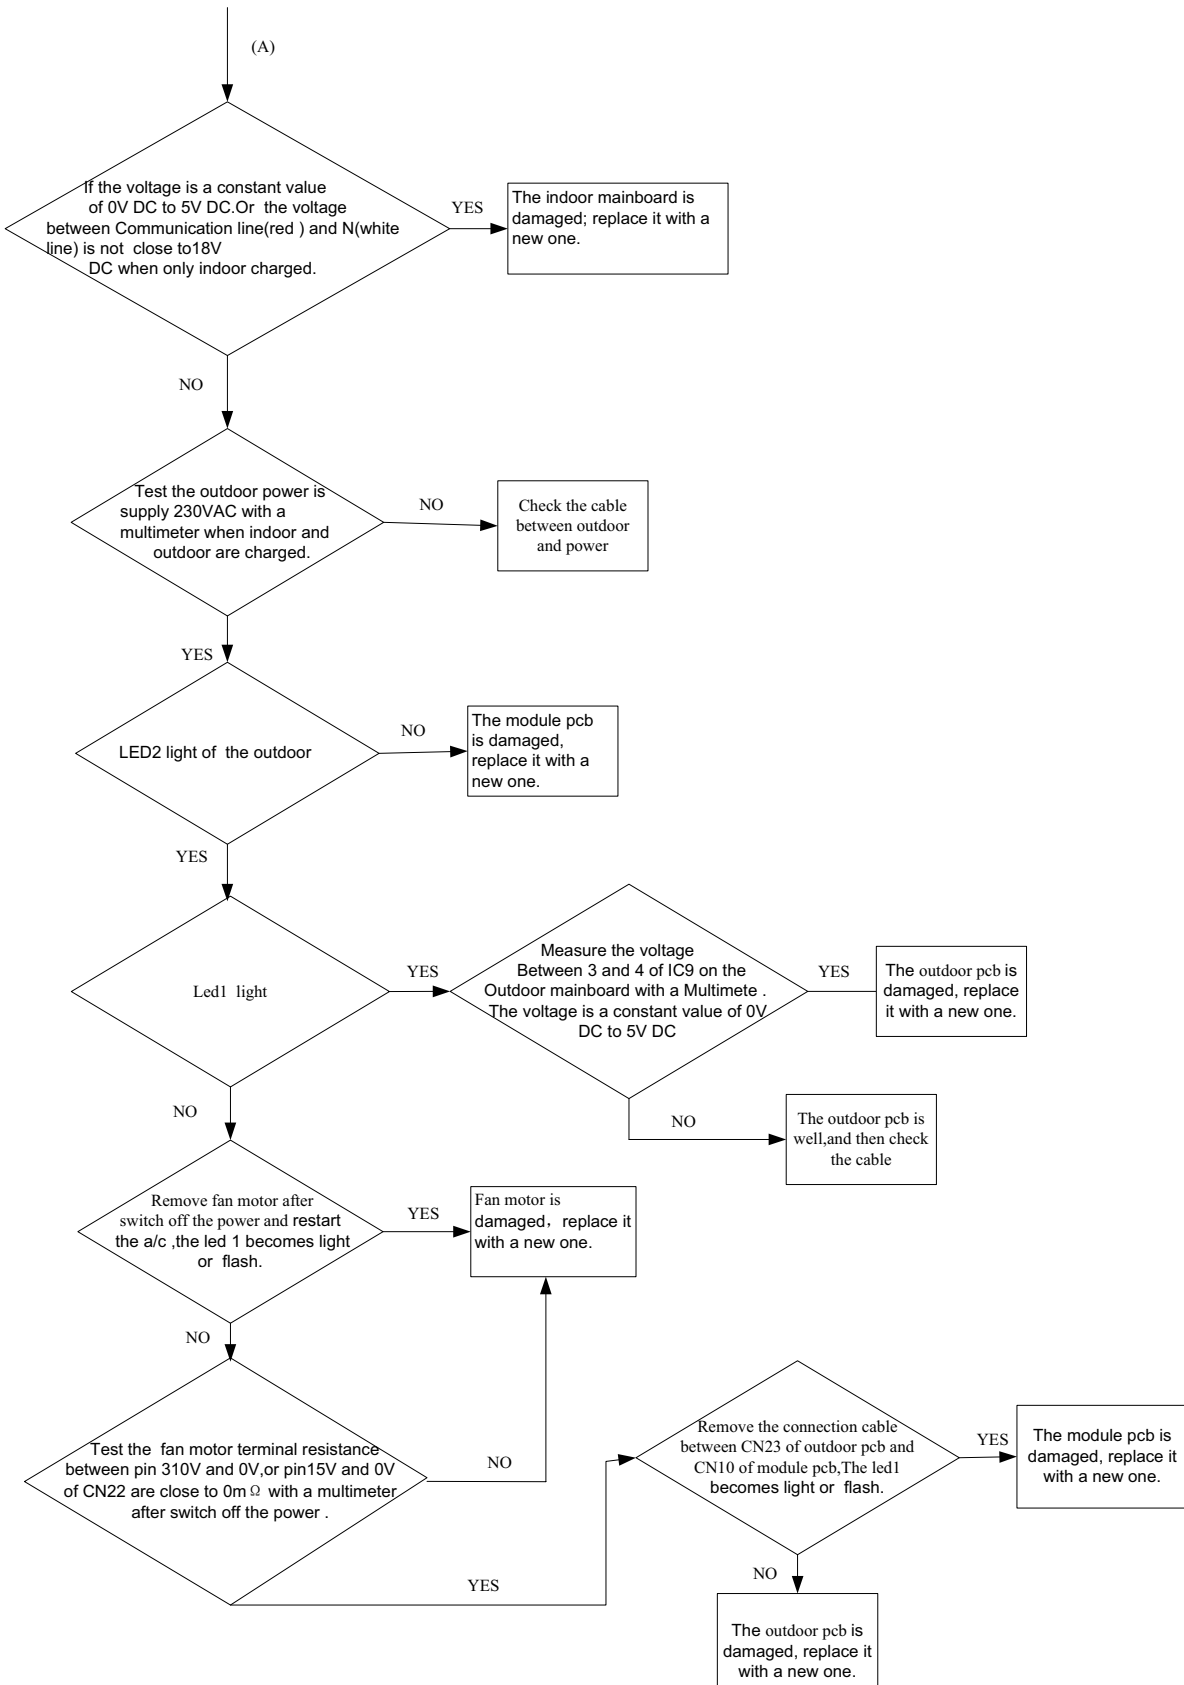 (A)
If the voltage is a constant value
of 0V DC to 5V DC.Or the voltage
between Communication line(red ) and N(white
line) is not close to18V
DC when only indoor charged.
YES
The indoor mainboard is
damaged; replace it with a
new one.
NO
Test the outdoor power is
supply 230VAC with a
multimeter when indoor and
outdoor are charged.
NO
Check the cable
between outdoor
and power
YES
LED2 light of the outdoor
NO
The module pcb
is damaged,
replace it with a
new one.
YES
Led1 light
YES
Measure the voltage
Between 3 and 4 of IC9 on the
Outdoor mainboard with a Multimete .
The voltage is a constant value of 0V
DC to 5V DC
YES
The outdoor pcb is
damaged, replace
it with a new one.
NO
The outdoor pcb is
well,and then check
the cable
NO
Remove fan motor after
switch off the power and restart
the a/c ,the led 1 becomes light
or flash.
YES
Fan motor is
damaged，replace it
with a new one.
NO
Test the fan motor terminal resistance
between pin 310V and 0V,or pin15V and 0V
of CN22 are close to 0mΩ with a multimeter
after switch off the power .
NO
YES
Remove the connection cable
between CN23 of outdoor pcb and
CN10 of module pcb,The led1
becomes light or flash.
YES
The module pcb is
damaged, replace it
with a new one.
NO
The outdoor pcb is
damaged, replace it
with a new one.